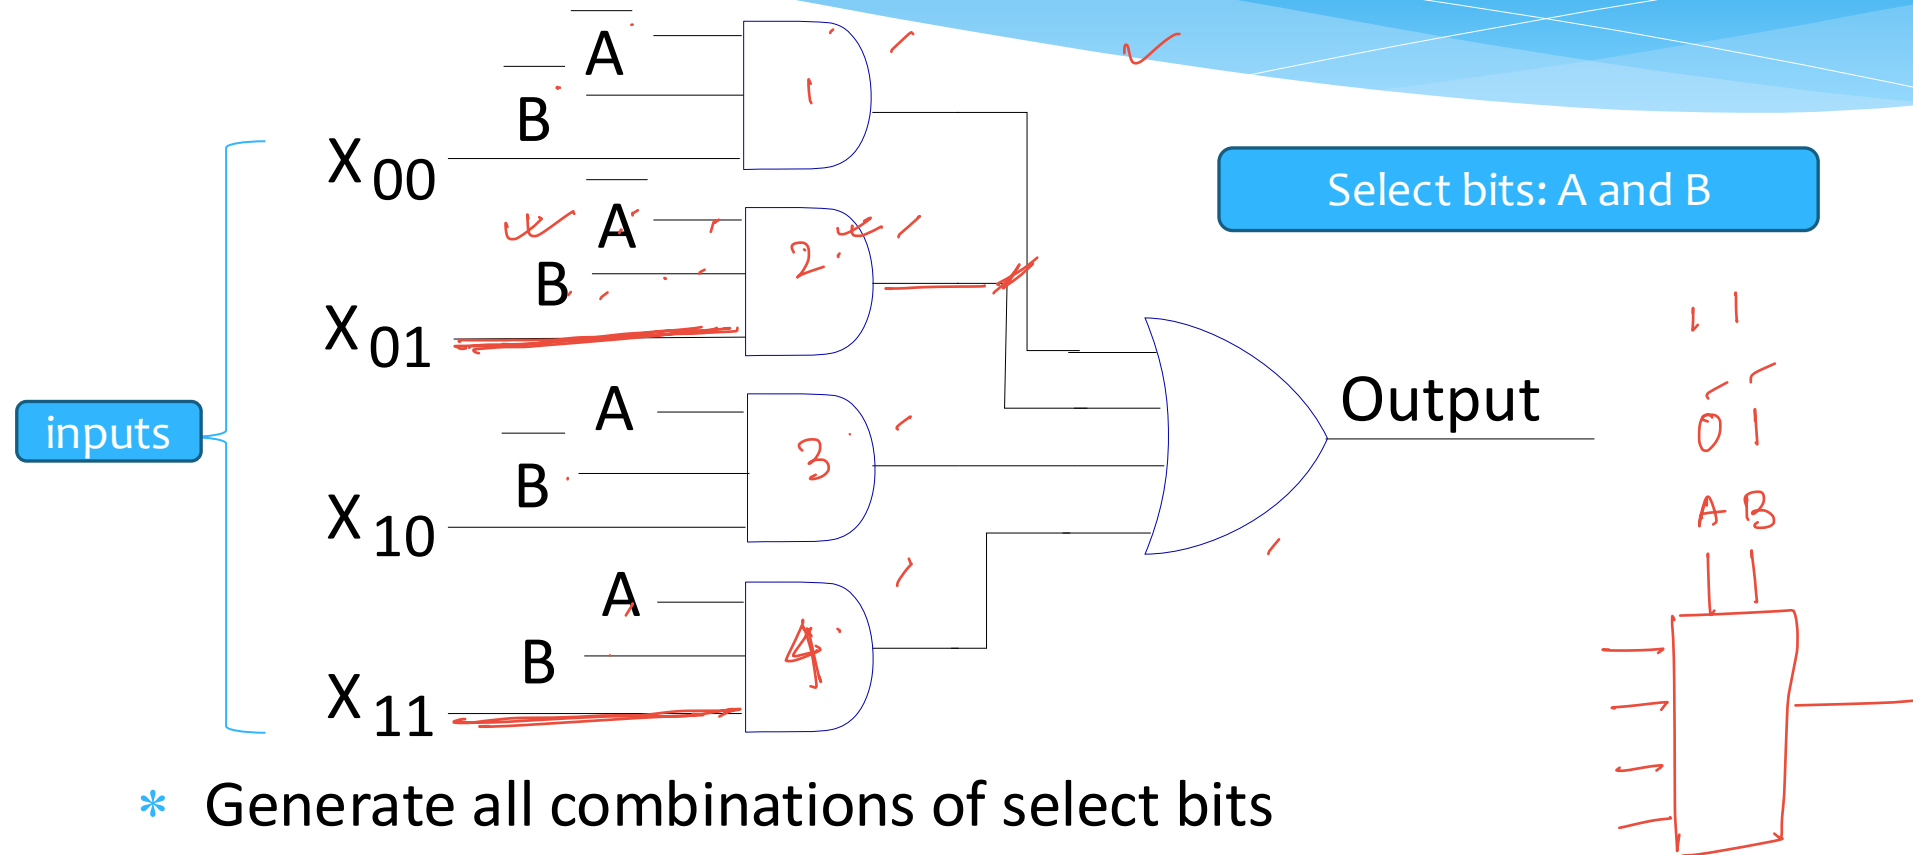 A̅
B̅
X00
1
Select bits: A and B
A̅
B
X01
2
inputs
A
B̅
X10
3
Output
1 1
0 1
A B
A
B
X11
4
* Generate all combinations of select bits